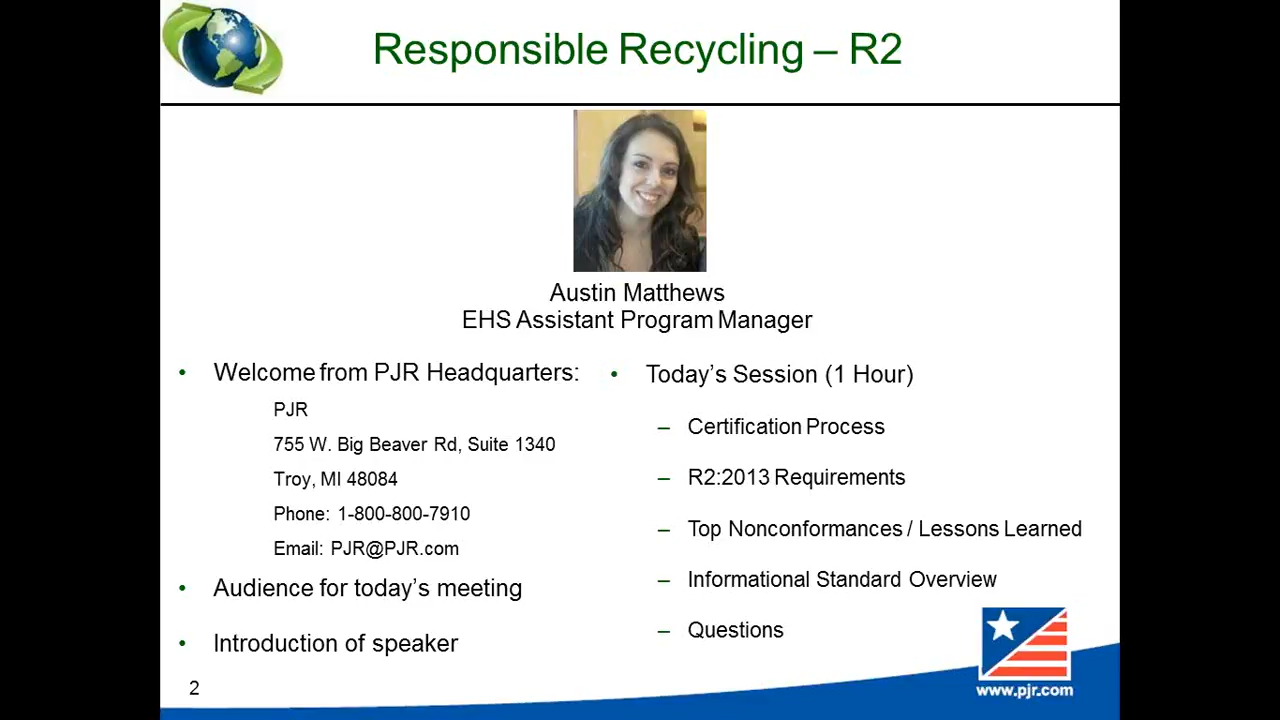 Responsible Recycling – R2
Austin Matthews
EHS Assistant Program Manager
• Welcome from PJR Headquarters:
PJR
755 W. Big Beaver Rd, Suite 1340
Troy, MI 48084
Phone: 1-800-800-7910
Email: PJR@PJR.com
• Audience for today’s meeting
• Introduction of speaker
• Today’s Session (1 Hour)
– Certification Process
– R2:2013 Requirements
– Top Nonconformances / Lessons Learned
– Informational Standard Overview
– Questions
2
www.pjr.com